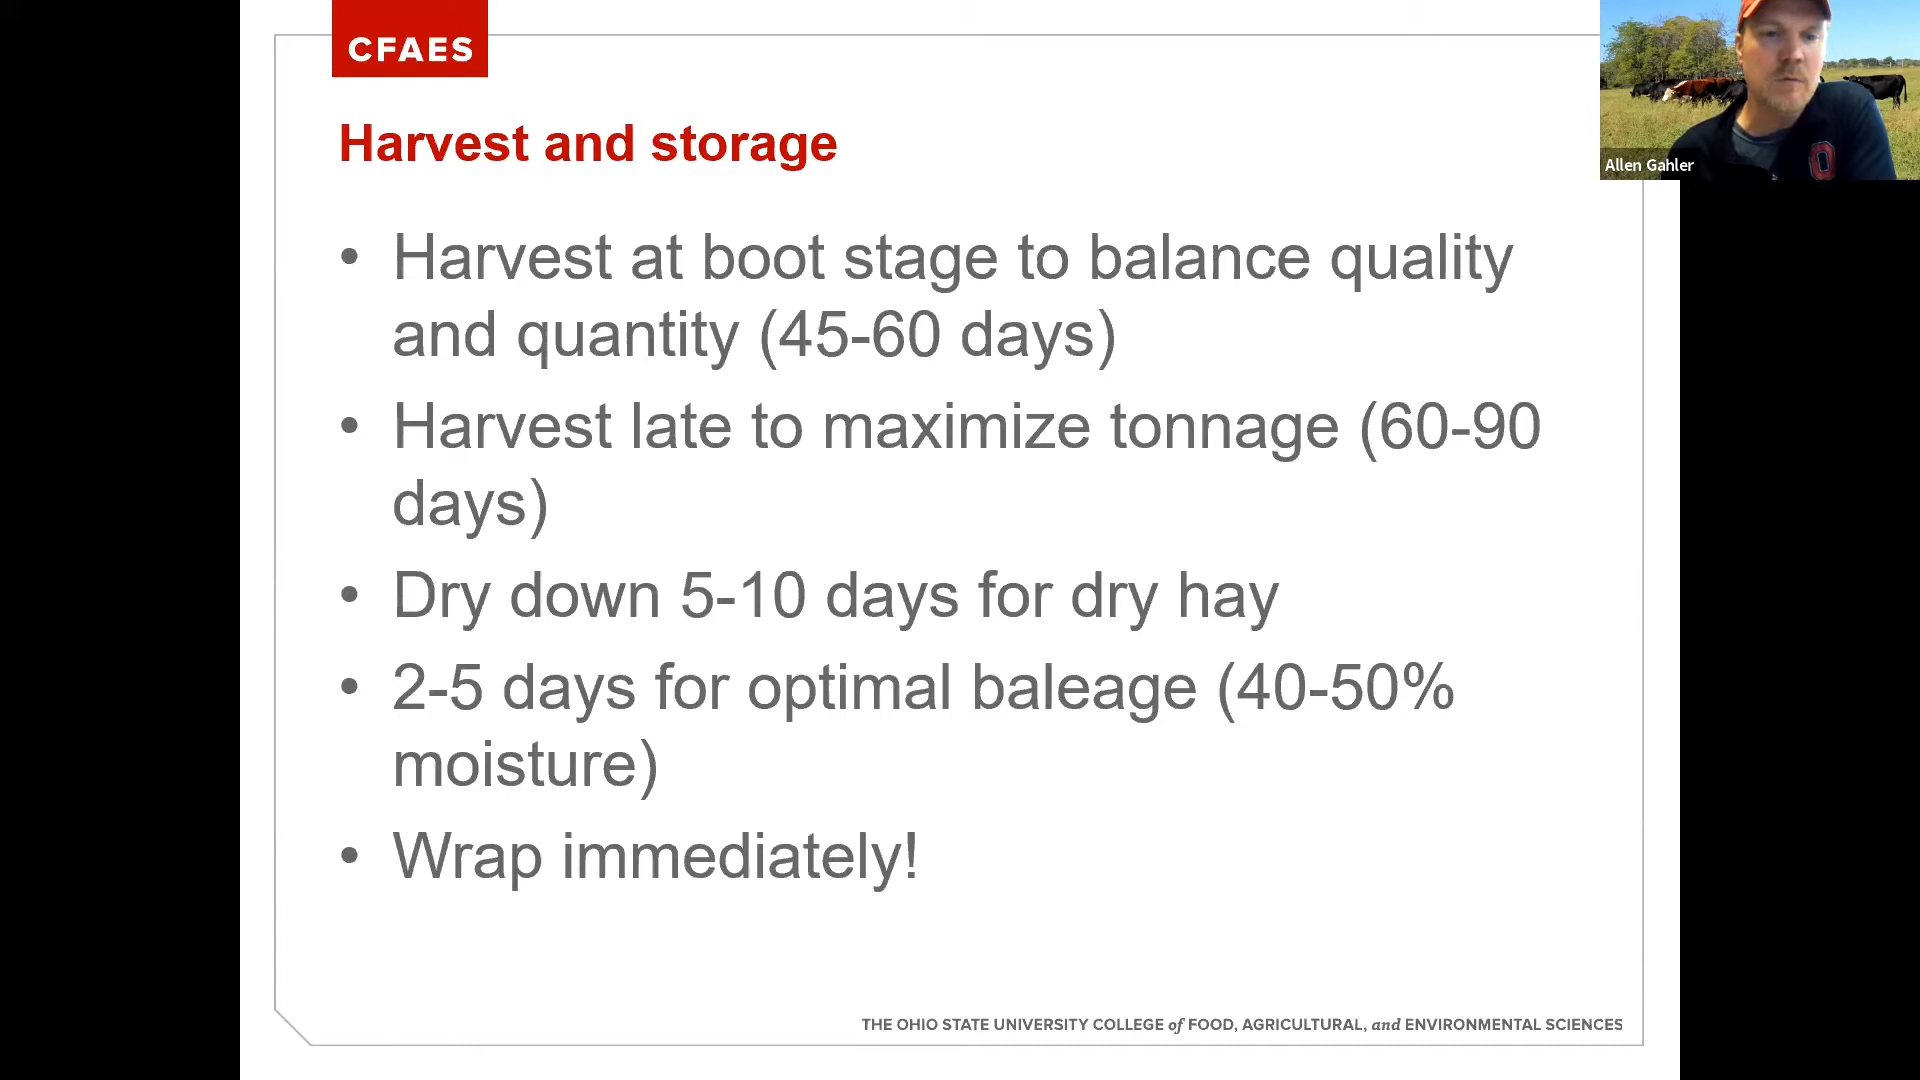 CFAES
Allen Gahler
Harvest and storage
• Harvest at boot stage to balance quality
and quantity (45-60 days)
• Harvest late to maximize tonnage (60-90
days)
• Dry down 5-10 days for dry hay
• 2-5 days for optimal baleage (40-50%
moisture)
• Wrap immediately!
THE OHIO STATE UNIVERSITY COLLEGE of FOOD, AGRICULTURAL, and ENVIRONMENTAL SCIENCES